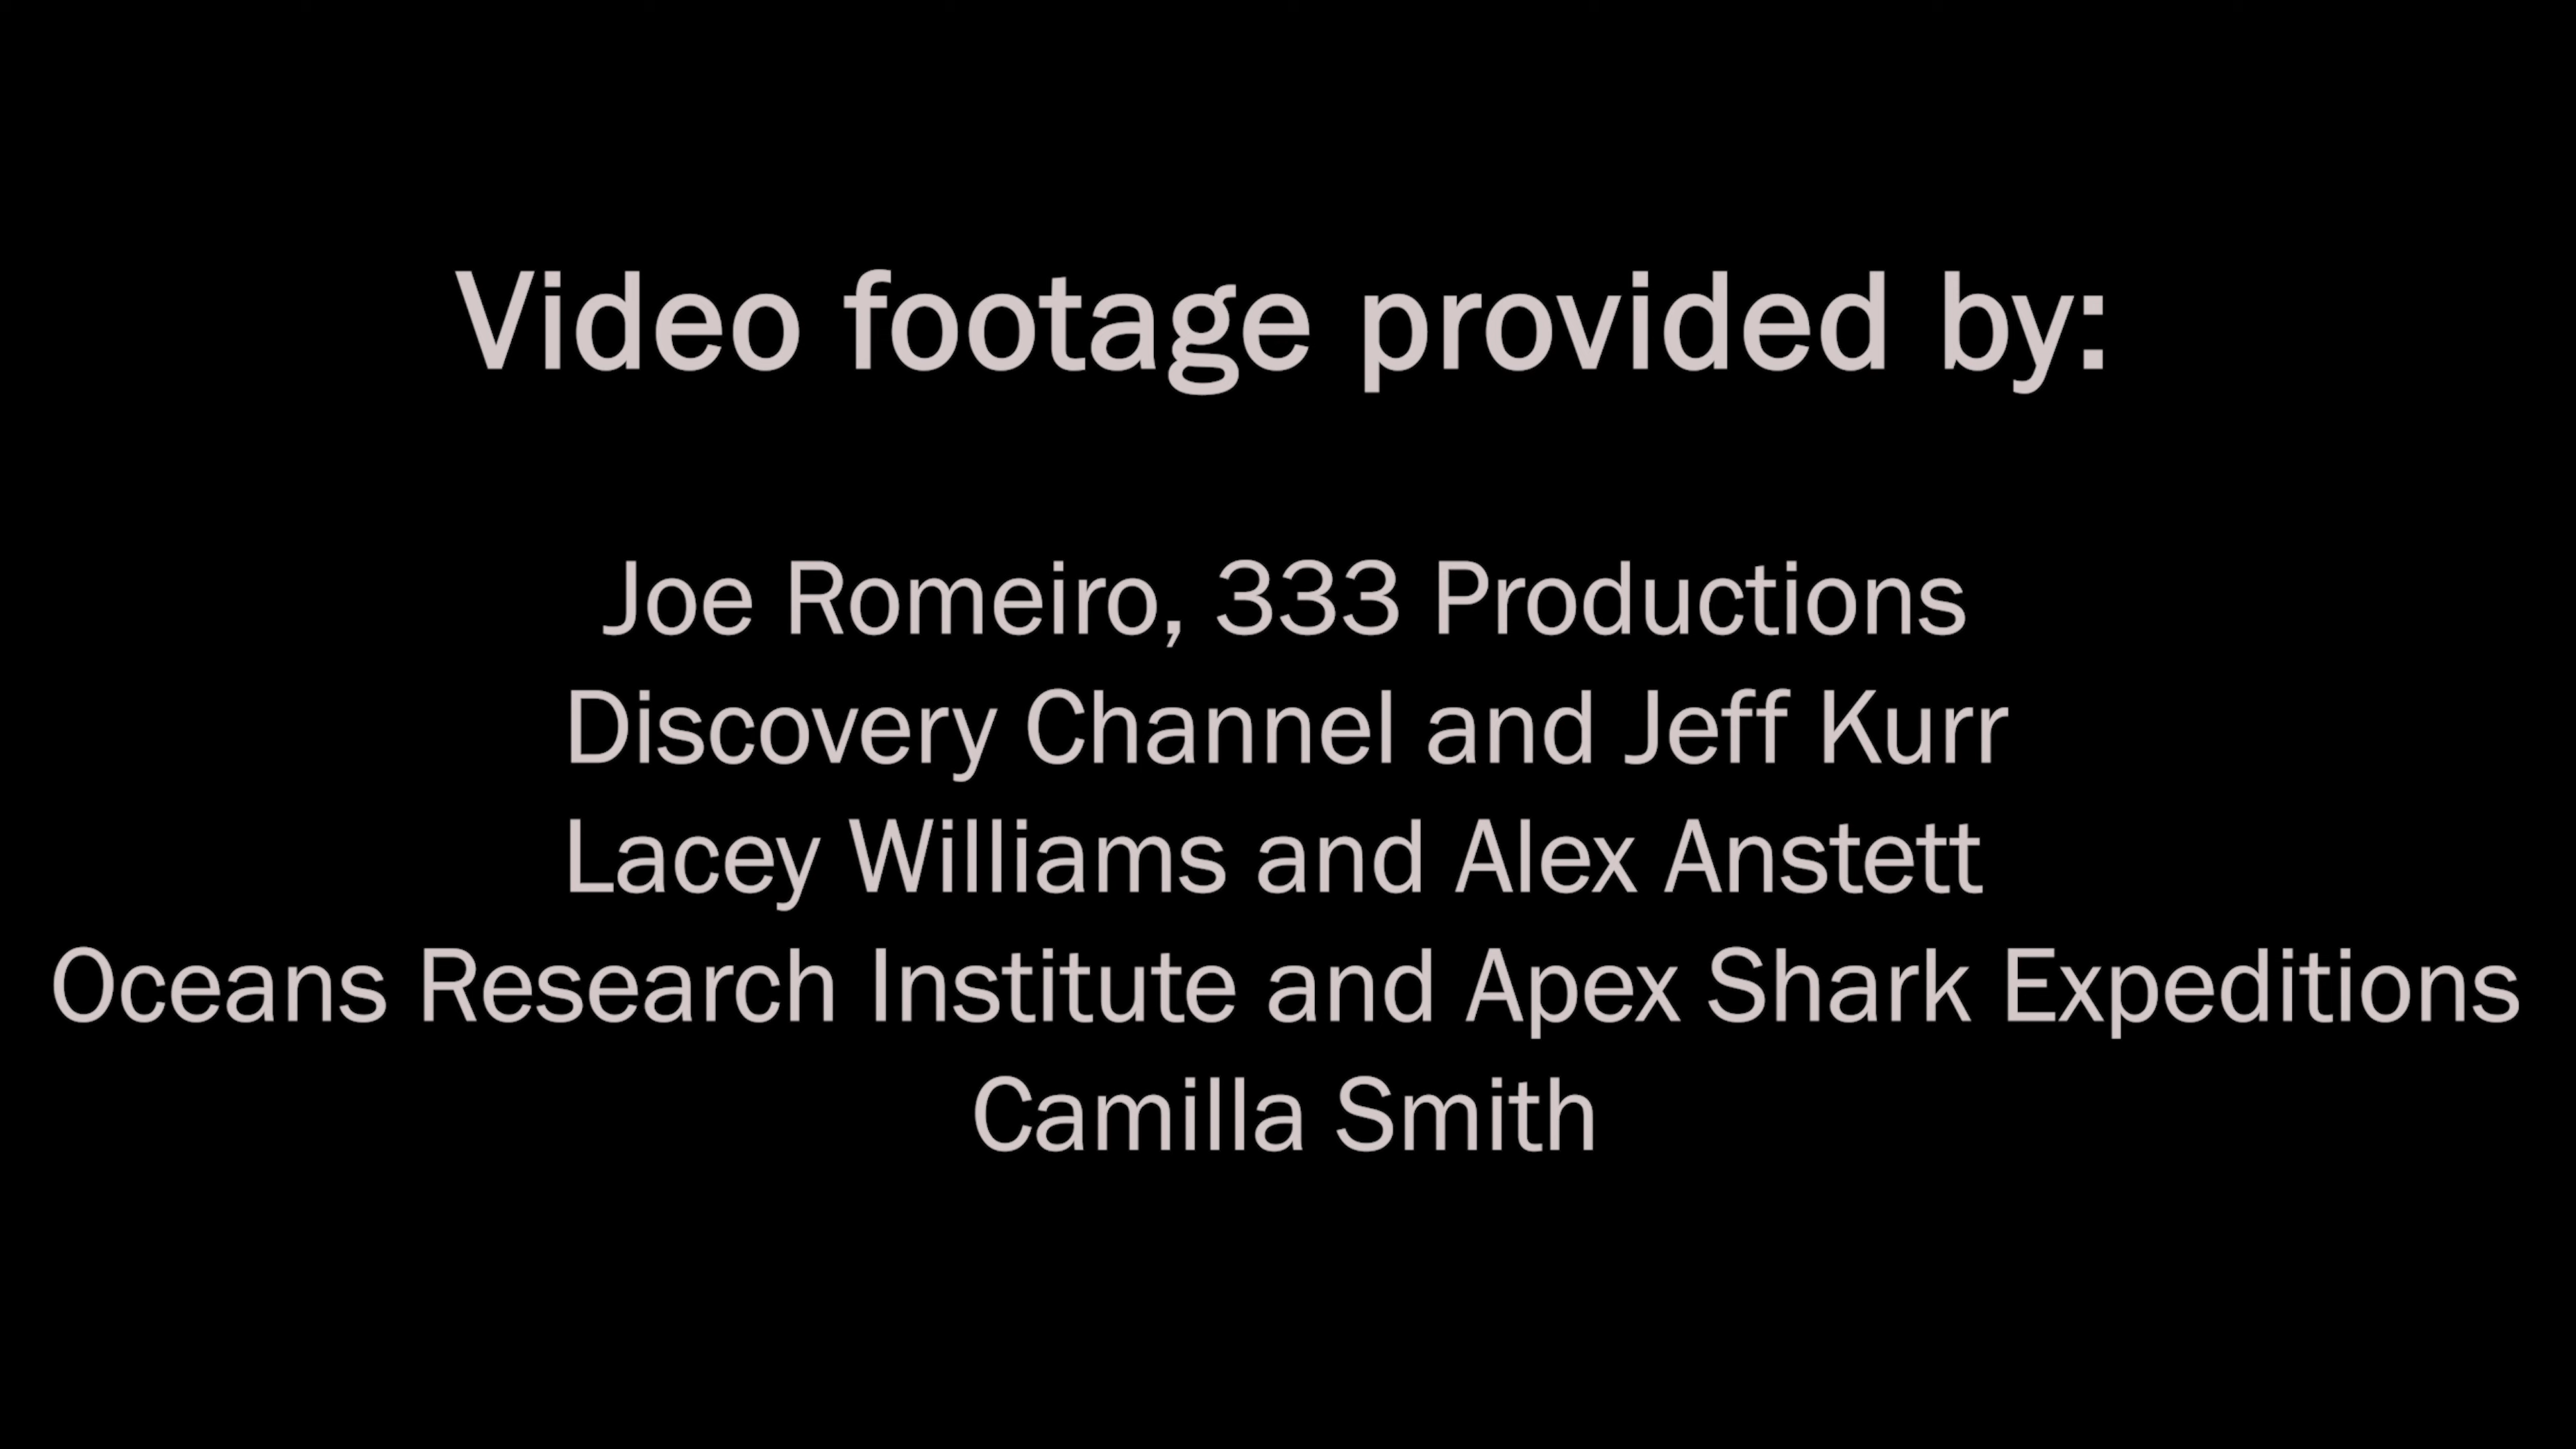 Video footage provided by:
Joe Romeiro, 333 Productions
Discovery Channel and Jeff Kurr
Lacey Williams and Alex Anstett
Oceans Research Institute and Apex Shark Expeditions
Camilla Smith